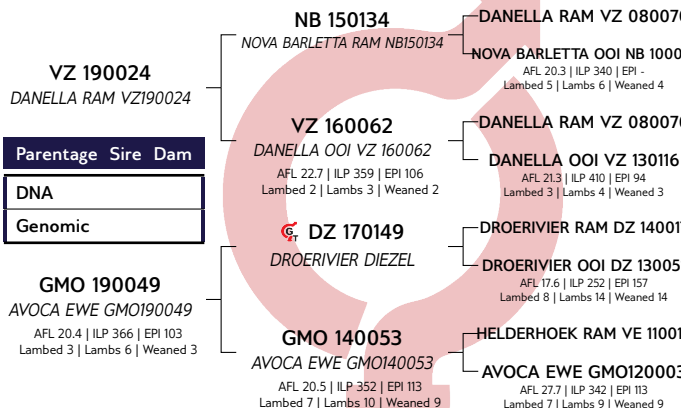 VZ 190024
DANELLA RAM VZ190024
Parentage Sire Dam
DNA
Genomic
GMO 190049
AVOCA EWE GMO190049
AFL 20.4 | ILP 366 | EPI 103
Lambed 3 | Lambs 6 | Weaned 3
NB 150134
NOVA BARLETTA RAM NB150134
VZ 160062
DANELLA OOI VZ 160062
AFL 22.7 | ILP 359 | EPI 106
Lambed 2 | Lambs 3 | Weaned 2
GT DZ 170149
DROERIVIER DIEZEL
GMO 140053
AVOCA EWE GMO140053
AFL 20.5 | ILP 352 | EPI 113
Lambed 7 | Lambs 10 | Weaned 9
DANELLA RAM VZ 08007
NOVA BARLETTA OOI NB 1000
AFL 20.3 | ILP 340 | EPI -
Lambed 5 | Lambs 6 | Weaned 4
DANELLA RAM VZ 08007
DANELLA OOI VZ 130116
AFL 21.3 | ILP 410 | EPI 94
Lambed 3 | Lambs 4 | Weaned 3
DROERIVIER RAM DZ 14001
DROERIVIER OOI DZ 13005
AFL 17.6 | ILP 252 | EPI 157
Lambed 8 | Lambs 14 | Weaned 14
HELDERHOEK RAM VE 11001
AVOCA EWE GMO120003
AFL 27.7 | ILP 342 | EPI 113
Lambed 7 | Lambs 9 | Weaned 9